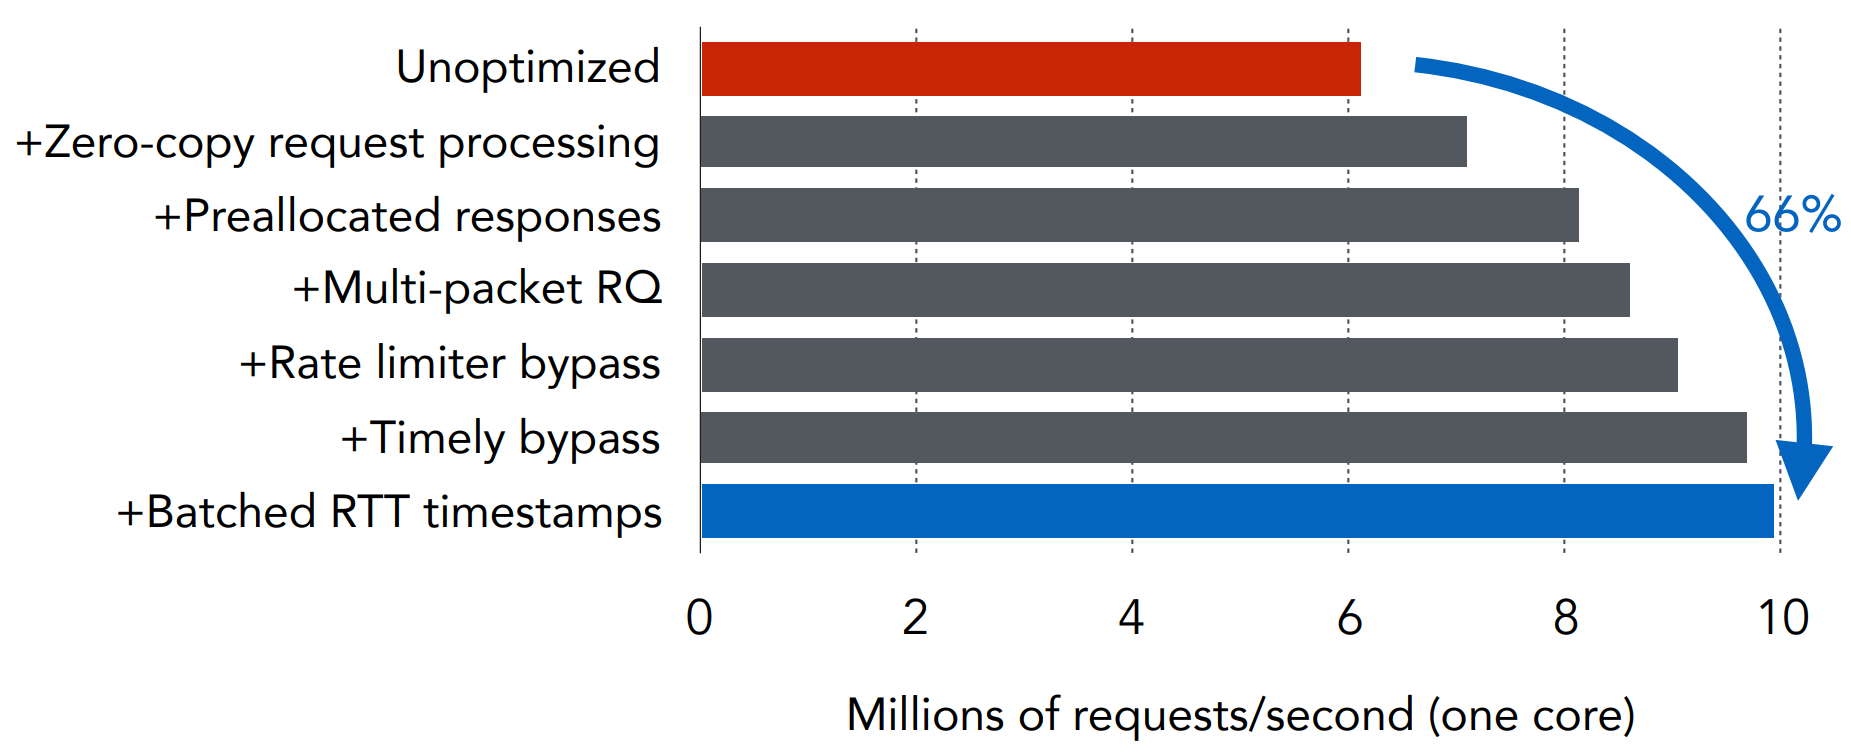 Unoptimized
+Zero-copy request processing
+Preallocated responses
66%
+Multi-packet RQ
+Rate limiter bypass
+Timely bypass
+Batched RTT timestamps
0 2 4 6 8 10
Millions of requests/second (one core)